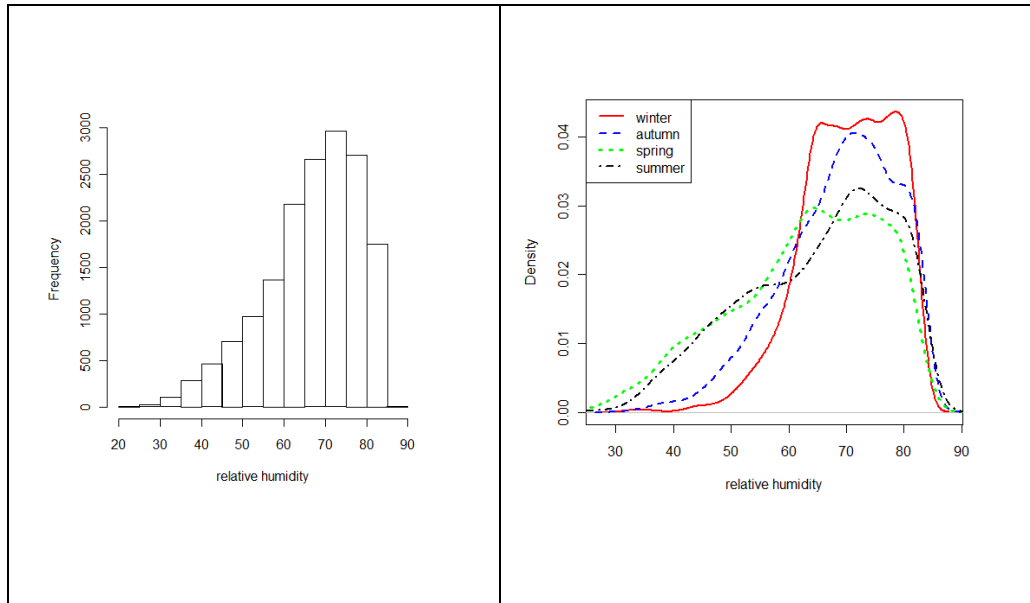 Frequency
3000
2500
2000
1500
1000
500
0
20 30 40 50 60 70 80 90
relative humidity
winter
autumn
spring
summer
Density
0.04
0.03
0.02
0.01
0.00
30 40 50 60 70 80 90
relative humidity